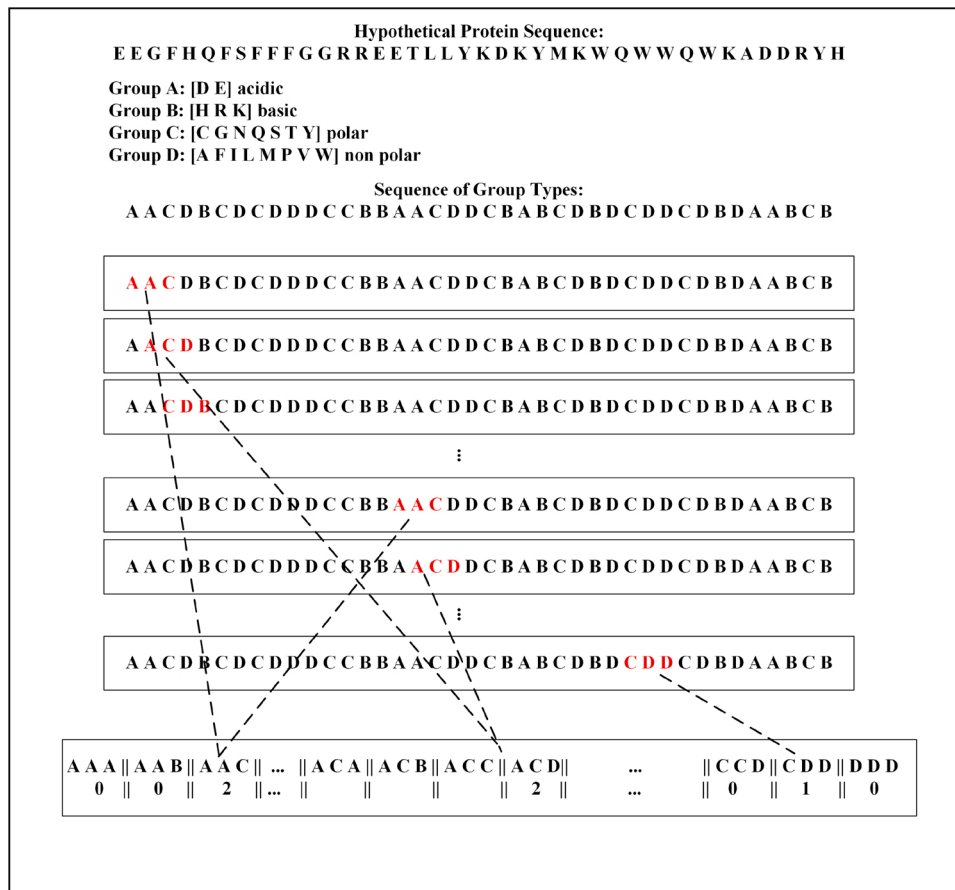 Hypothetical Protein Sequence:
E E G F H Q F S F F F G G R R E E T L L Y K D K Y M K W Q W W Q W K A D D R Y H
Group A: [D E] acidic
Group B: [H R K] basic
Group C: [C G N Q S T Y] polar
Group D: [A F I L M P V W] non polar
Sequence of Group Types:
A A C D B C D C D D D C C B B A A C D D C B A B C D B D C D D C D B D A A B C B
A A C D B C D C D D D C C B B A A C D D C B A B C D B D C D D C D B D A A B C B
A A C D B C D C D D D C C B B A A C D D C B A B C D B D C D D C D B D A A B C B
A A C D B C D C D D D C C B B A A C D D C B A B C D B D C D D C D B D A A B C B
...
A A C D B C D C D D D C C B B A A C D D C B A B C D B D C D D C D B D A A B C B
A A C D B C D C D D D C C B B A A C D D C B A B C D B D C D D C D B D A A B C B
...
A A C D B C D C D D D C C B B A A C D D C B A B C D B D C D D C D B D A A B C B
A A A || A A B || A A C || ... || A C A || A C B || A C C || A C D || ... || C C D || C D D || D D D
0 || 0 || 2 || ... || || || || 2 || ... || 0 || 1 || 0